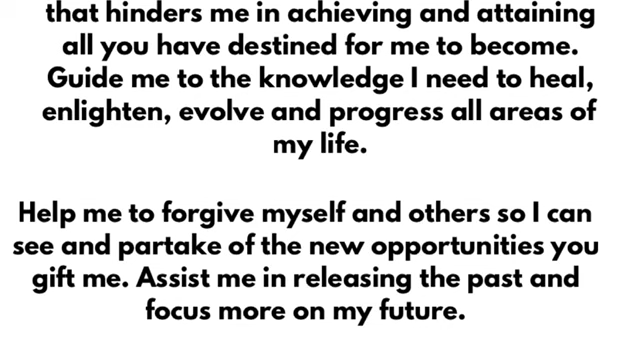 that hinders me in achieving and attaining
all you have destined for me to become.
Guide me to the knowledge I need to heal,
enlighten, evolve and progress all areas of
my life.
Help me to forgive myself and others so I can
see and partake of the new opportunities you
gift me. Assist me in releasing the past and
focus more on my future.